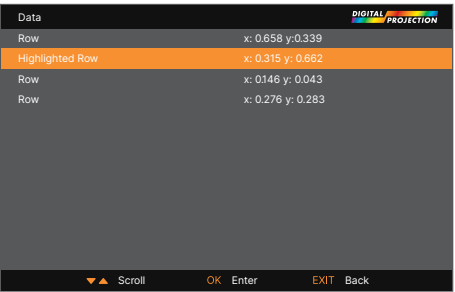 Data DIGITAL PROJECTION
Row x: 0.658 y:0.339
Highlighted Row x: 0.315 y: 0.662
Row x: 0.146 y: 0.043
Row x: 0.276 y: 0.283
Scroll OK Enter EXIT Back